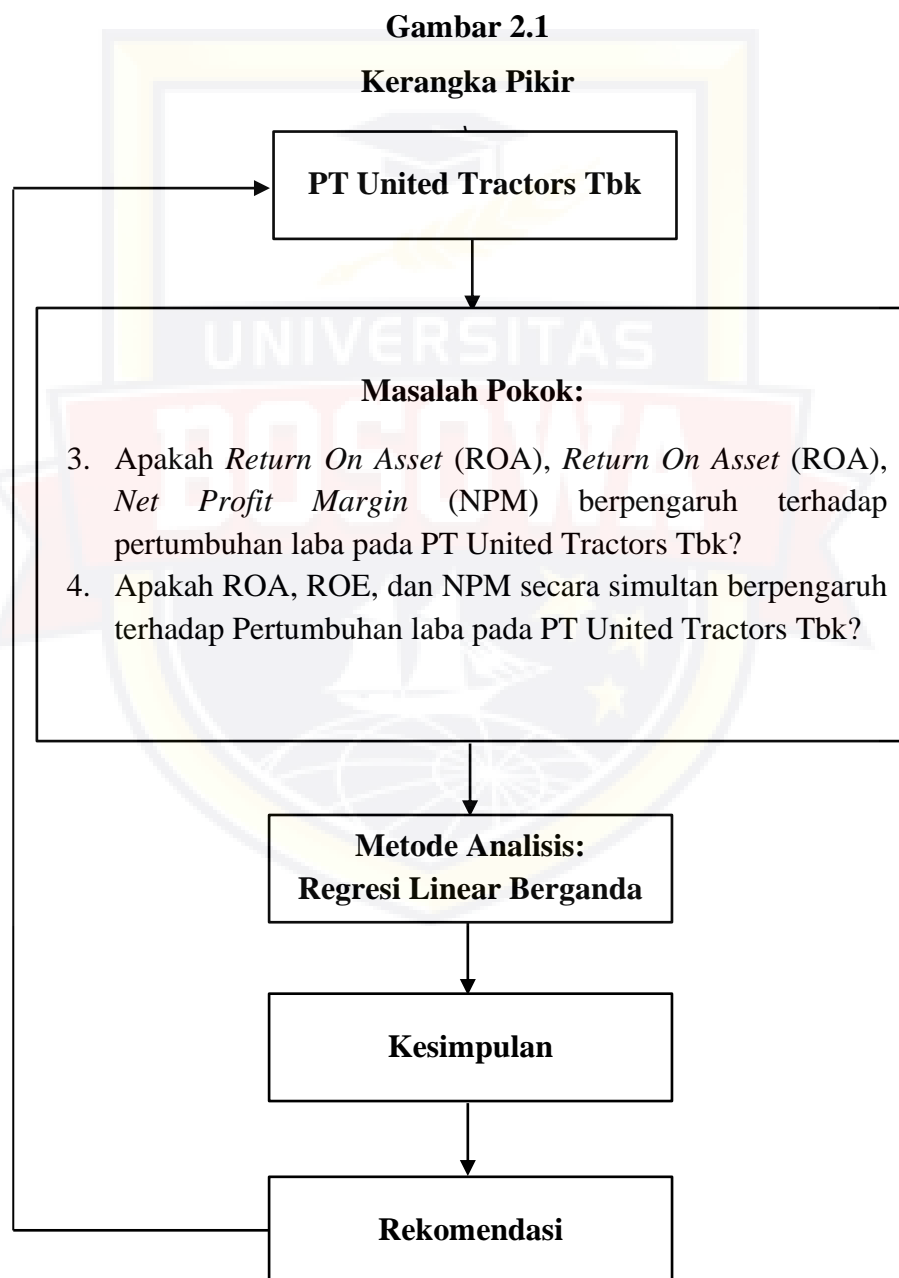 Gambar 2.1
Kerangka Pikir
PT United Tractors Tbk
UNIVERSITAS
BOSOWA
Masalah Pokok:
3. Apakah Return On Asset (ROA), Return On Asset (ROA),
Net Profit Margin (NPM) berpengaruh terhadap
pertumbuhan laba pada PT United Tractors Tbk?
4. Apakah ROA, ROE, dan NPM secara simultan berpengaruh
terhadap Pertumbuhan laba pada PT United Tractors Tbk?
Metode Analisis:
Regresi Linear Berganda
Kesimpulan
Rekomendasi